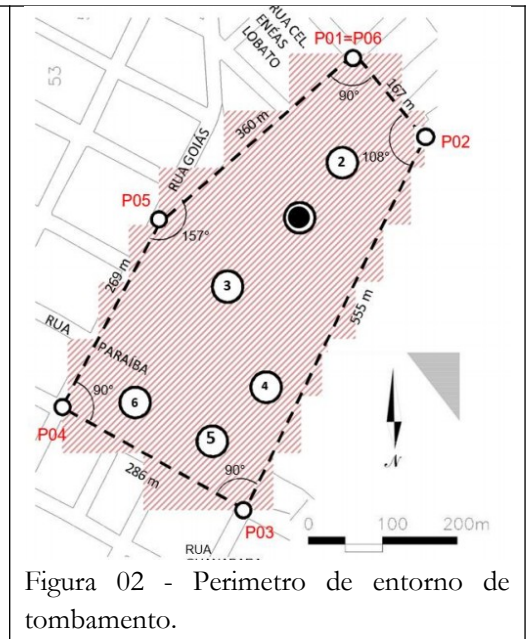 RUA CEL.
ENÉAS
LOBATO
P01=P06
53
90°
167 m
360 m
2
108°
P02
RUA GOIÁS
P05
157°
3
269 m
555 m
RUA
PARAÍBA
4
90°
6
P04
5
286 m
90°
N
P03
0 100 200m
RUA
Figura 02 - Perimetro de entorno de
tombamento.